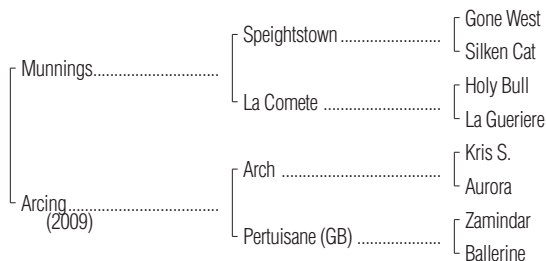 Gone West
Speightstown
Silken Cat
Munnings
Holy Bull
La Comete
La Gueriere
Kris S.
Arch
Aurora
Arcing
(2009)
Zamindar
Pertuisane (GB)
Ballerine